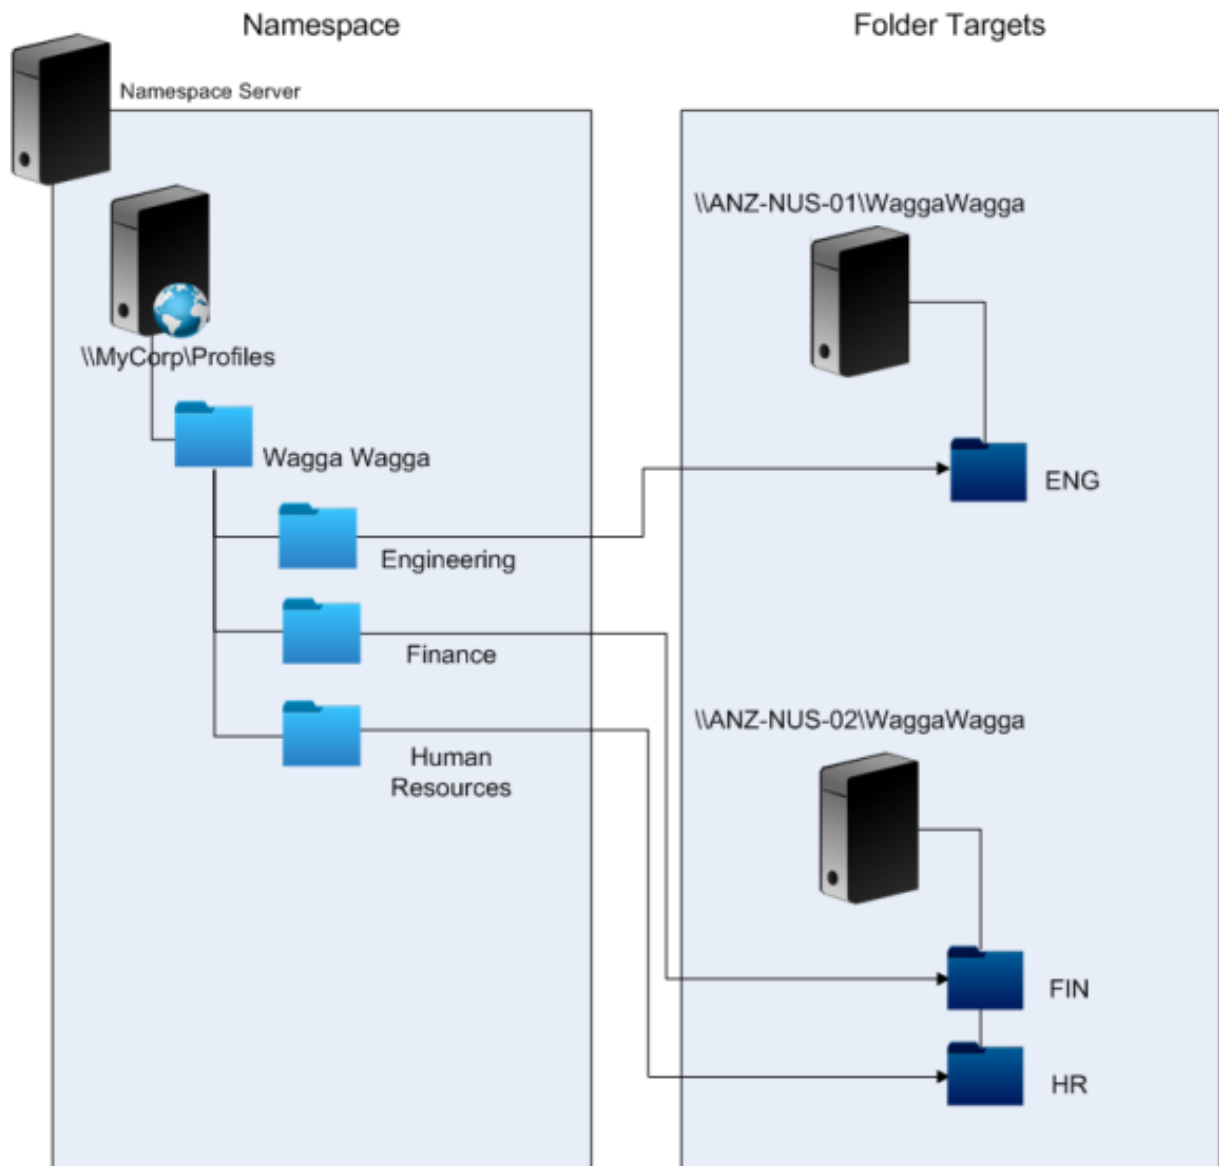 Namespace
Folder Targets
Namespace Server
\\MyCorp\Profiles
Wagga Wagga
Engineering
Finance
Human
Resources
\\ANZ-NUS-01\WaggaWagga
ENG
\\ANZ-NUS-02\WaggaWagga
FIN
HR